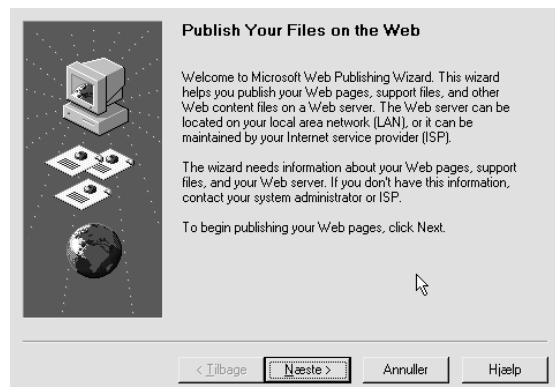 Publish Your Files on the Web
Welcome to Microsoft Web Publishing Wizard. This wizard
helps you publish your Web pages, support files, and other
Web content files on a Web server. The Web server can be
located on your local area network (LAN), or it can be
maintained by your Internet service provider (ISP).
The wizard needs information about your Web pages, support
files, and your Web server. If you don't have this information,
contact your system administrator or ISP.
To begin publishing your Web pages, click Next.
< Tilbage
Næste >
Annuller
Hjælp